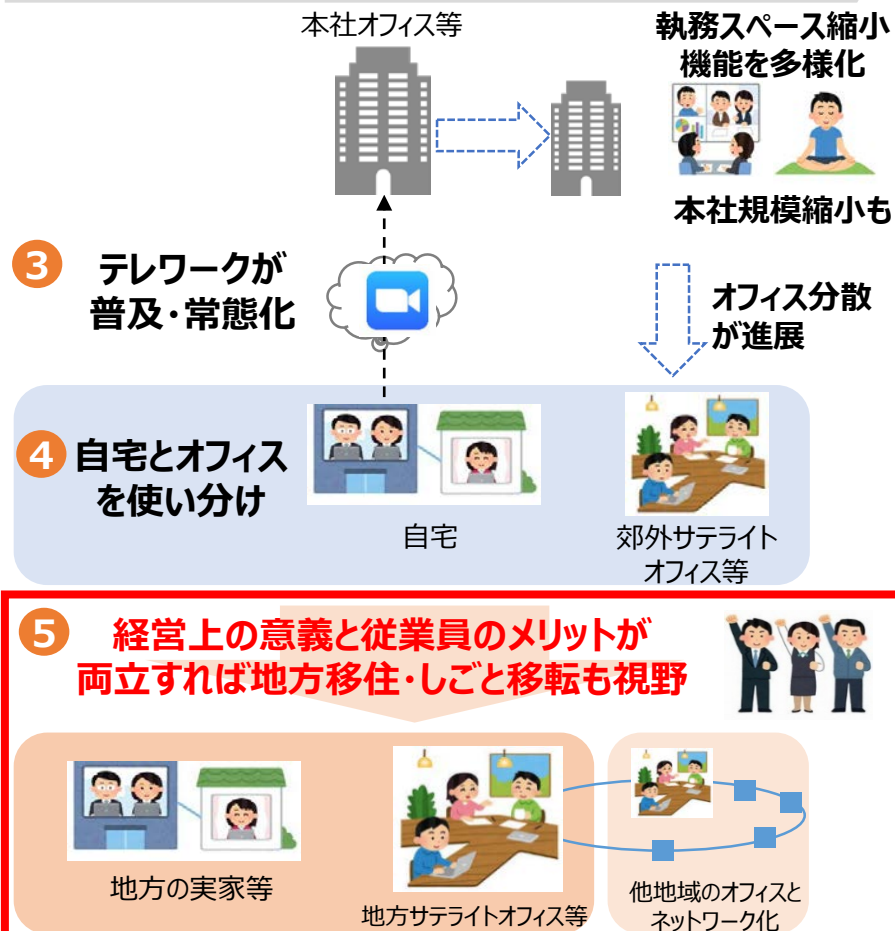 本社オフィス等
執務スペース縮小
機能を多様化
本社規模縮小も
3
テレワークが
普及・常態化
オフィス分散
が進展
4
自宅とオフィス
を使い分け
自宅
郊外サテライト
オフィス等
5
経営上の意義と従業員のメリットが
両立すれば地方移住・しごと移転も視野
地方の実家等
地方サテライトオフィス等
他地域のオフィスと
ネットワーク化